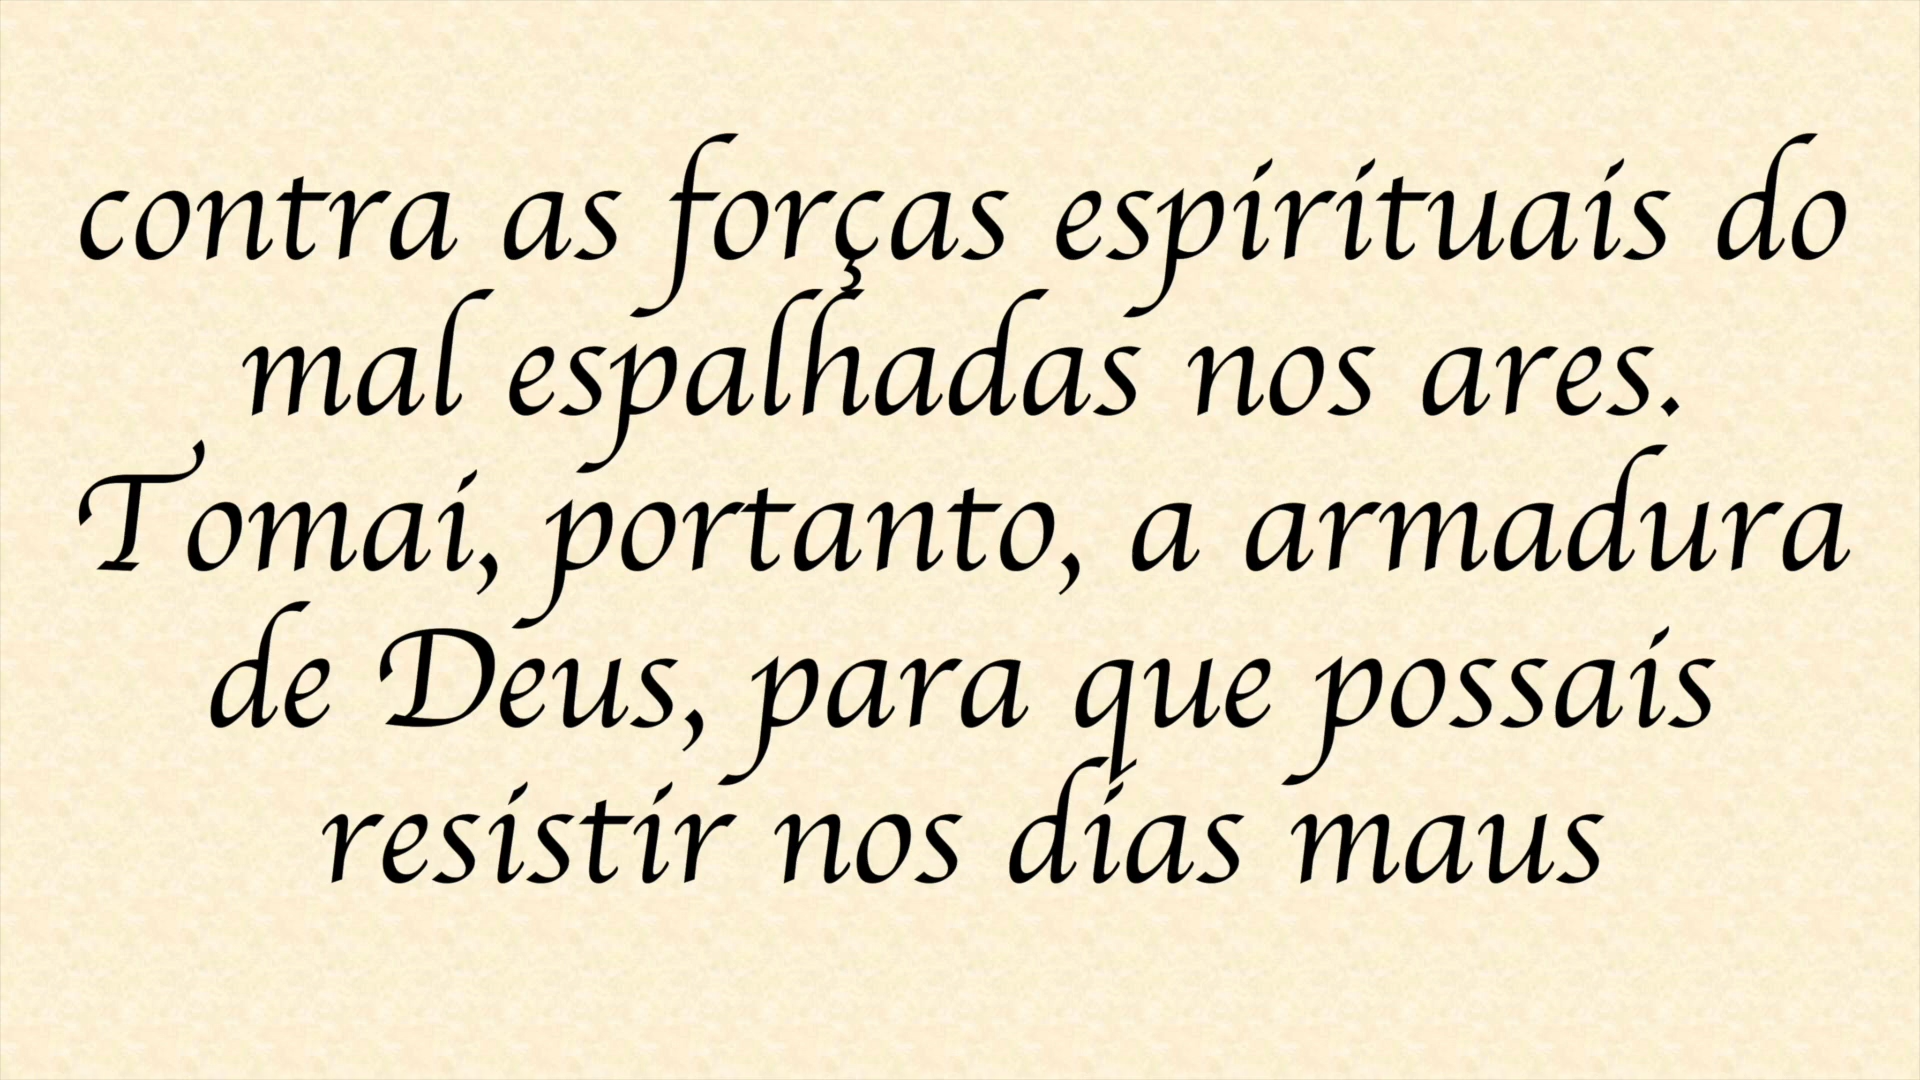 contra as forças espirituais do
mal espalhadas nos ares.
Tomai, portanto, a armadura
de Deus, para que possais
resistir nos dias maus